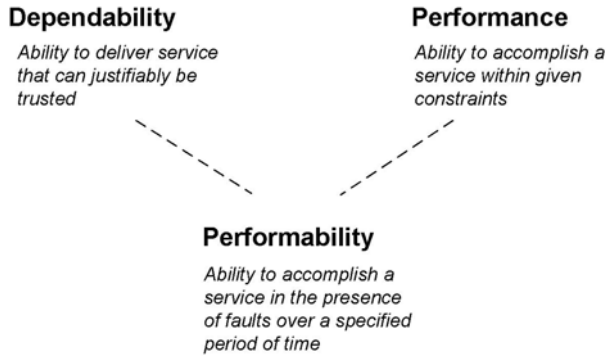 Dependability
Ability to deliver service
that can justifiably be
trusted
Performance
Ability to accomplish a
service within given
constraints
Performability
Ability to accomplish a
service in the presence
of faults over a specified
period of time